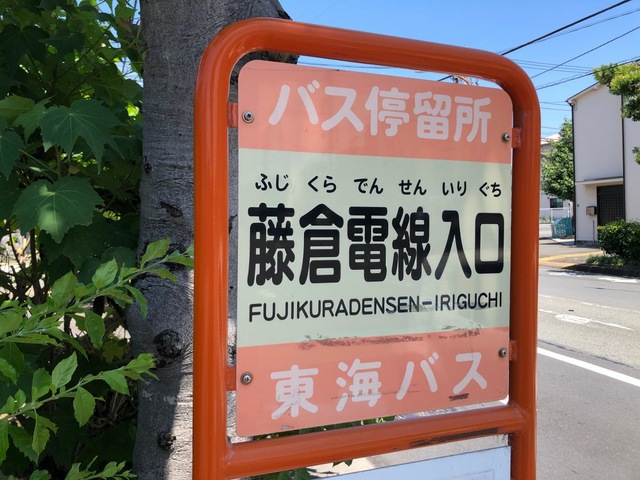 バス停留所
ふじ くら でん せん いり ぐち
藤倉電線入口
FUJIKURADENSEN-IRIGUCHI
東海バス